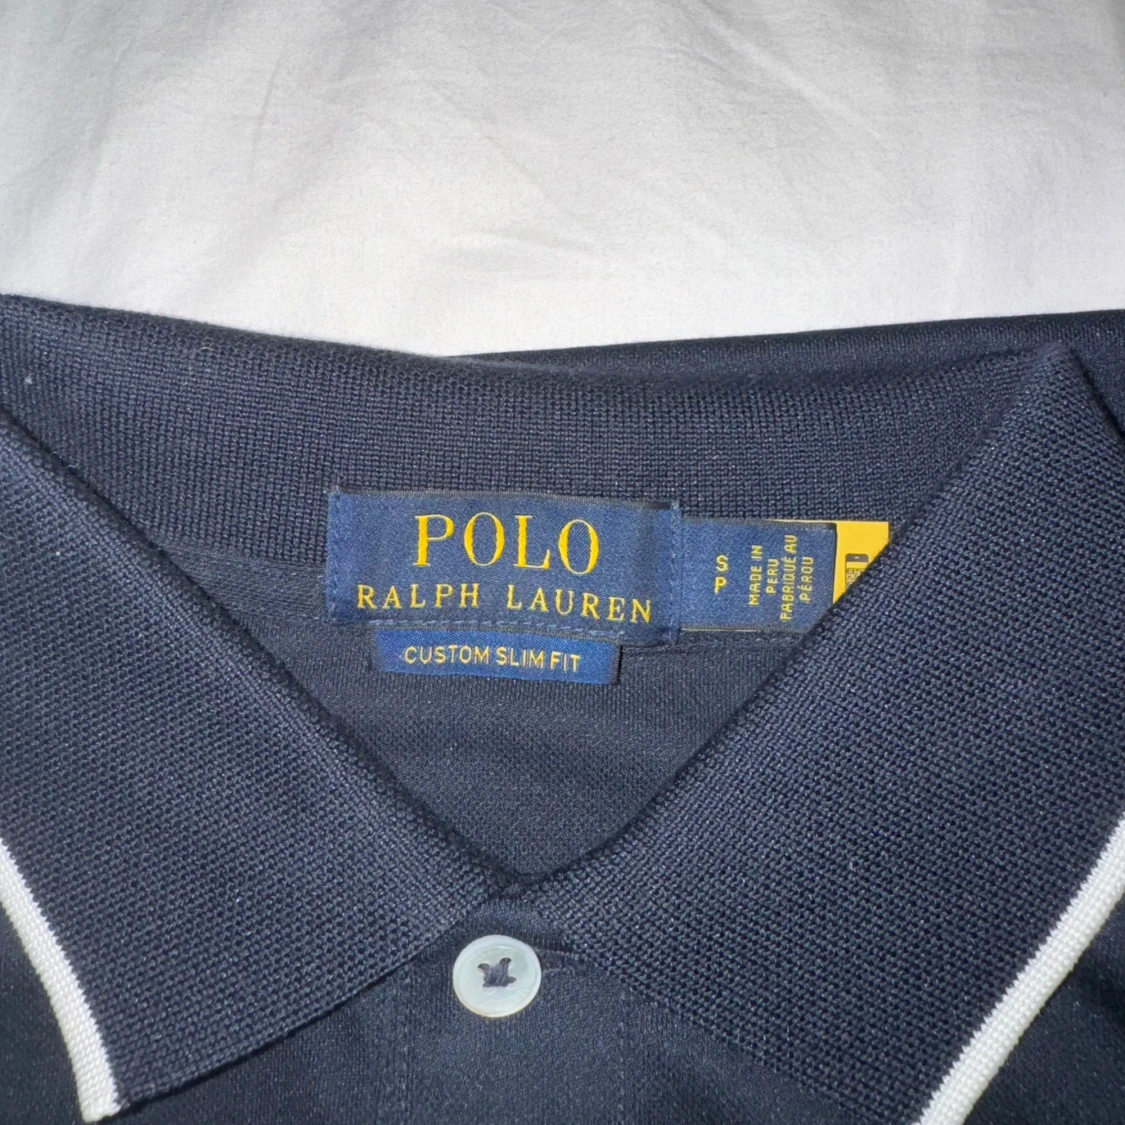 POLO
RALPH LAUREN
CUSTOM SLIM FIT
S
P
MADE IN
PERU
FABRIQUÉ AU
PÉROU